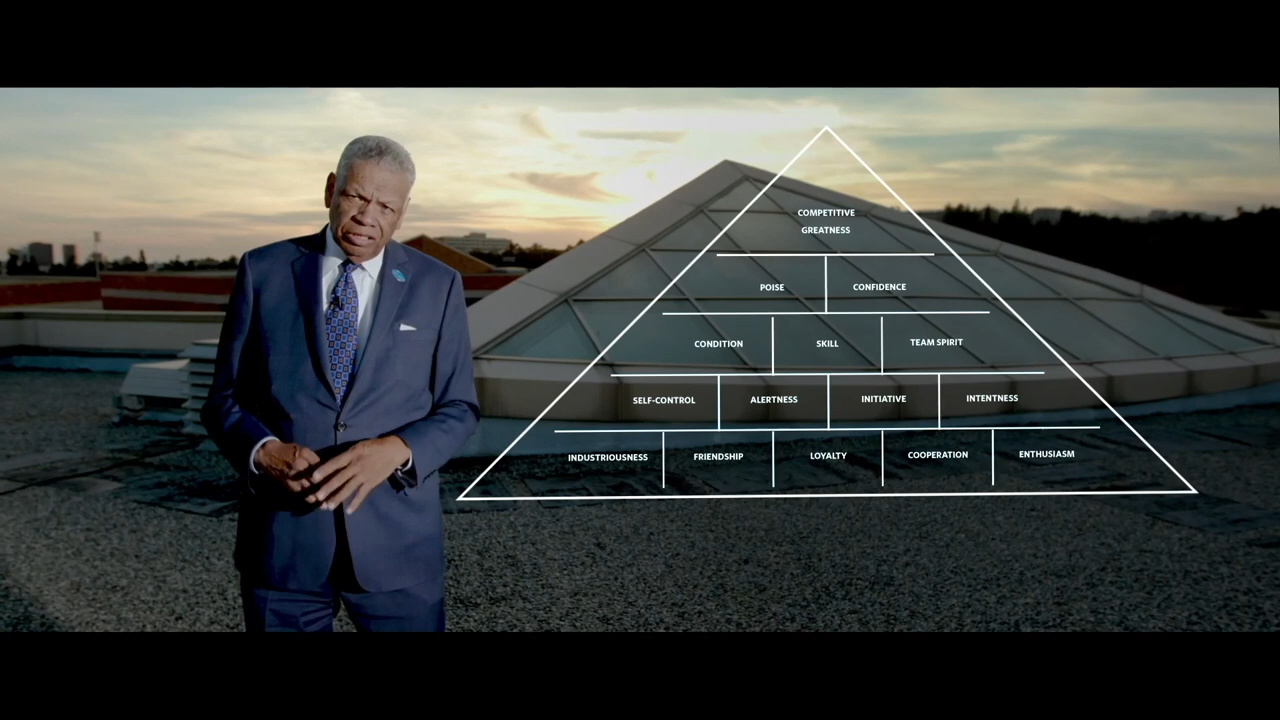 COMPETITIVE
GREATNESS
POISE CONFIDENCE
CONDITION SKILL TEAM SPIRIT
SELF-CONTROL ALERTNESS INITIATIVE INTENTNESS
INDUSTRIOUSNESS FRIENDSHIP LOYALTY COOPERATION ENTHUSIASM